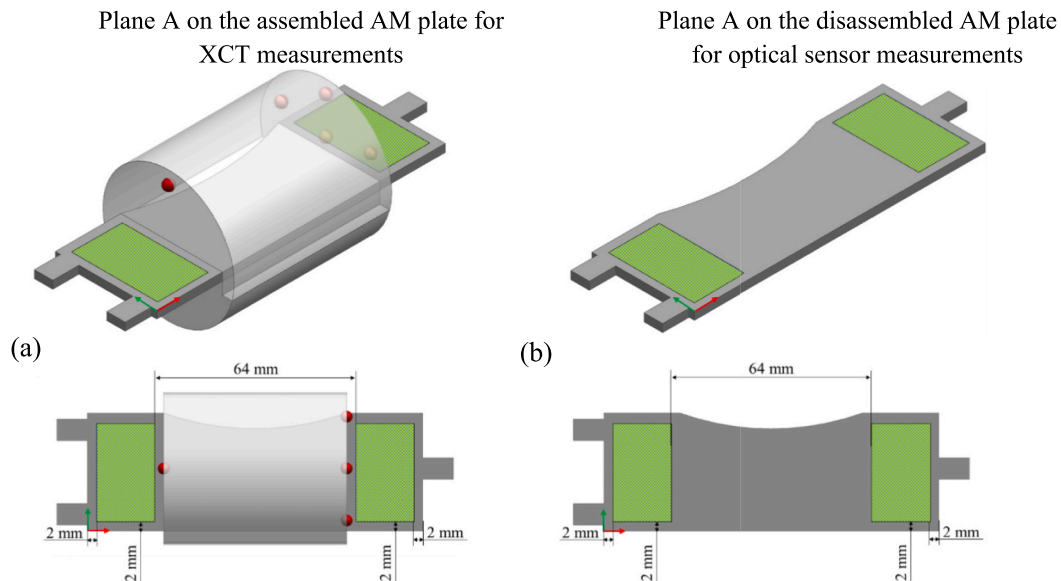 Plane A on the assembled AM plate for
XCT measurements
Plane A on the disassembled AM plate
for optical sensor measurements
(a)
(b)
64 mm
64 mm
2 mm
2 mm
2 mm
2 mm
2 mm
2 mm
2 mm
2 mm